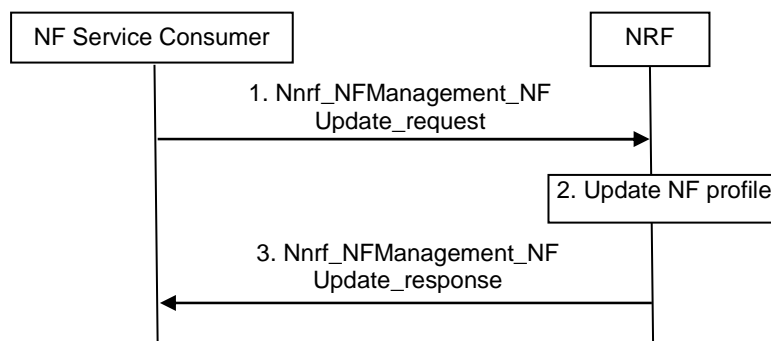 NF Service Consumer
NRF
1. Nnrf_NFManagement_NF
Update_request
2. Update NF profile
3. Nnrf_NFManagement_NF
Update_response